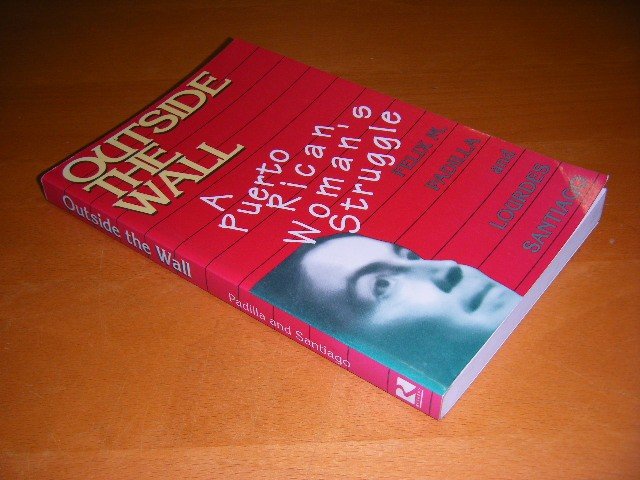 OUTSIDE
THE
WALL
A
Puerto
Rican
Woman's
Struggle
FELIX M.
PADILLA
and
LOURDES
SANTIAGO
Outside the Wall
Padilla and Santiago
R